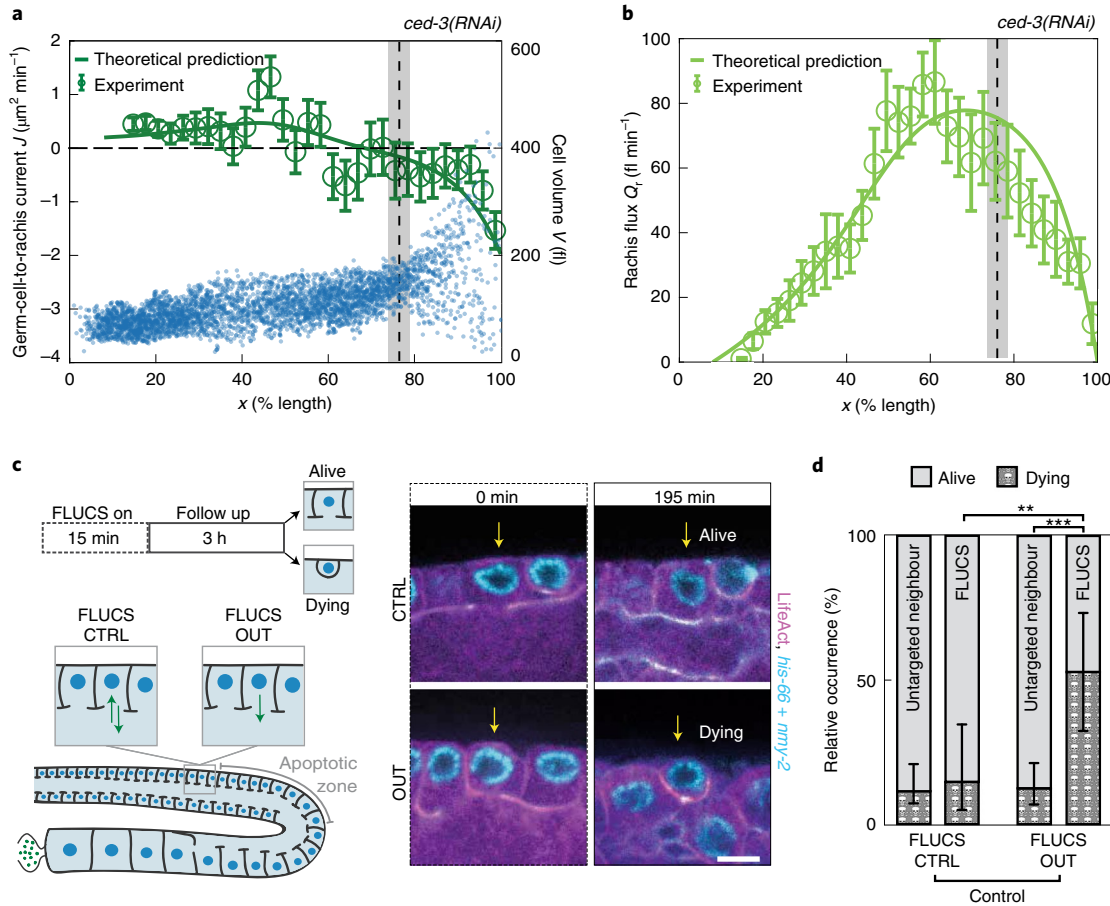 a
ced-3(RNAi)
Germ-cell-to-rachis current J (μm² min⁻¹)
2
1
0
−1
−2
−3
−4
Theoretical prediction
Experiment
600
400
200
0
Cell volume V (fl)
0 20 40 60 80 100
x (% length)
b
ced-3(RNAi)
Rachis flux Qr (fl min⁻¹)
100
80
60
40
20
0
Theoretical prediction
Experiment
0 20 40 60 80 100
x (% length)
c
FLUCS on
15 min
Follow up
3 h
Alive
Dying
FLUCS
CTRL
FLUCS
OUT
Apoptotic
zone
0 min
195 min
CTRL
Alive
OUT
Dying
LifeAct, his-66 + nmy-2
d
Alive
Dying
**
***
Relative occurrence (%)
100
50
0
Untargeted neighbour
FLUCS
Untargeted neighbour
FLUCS
FLUCS
CTRL
FLUCS
OUT
Control